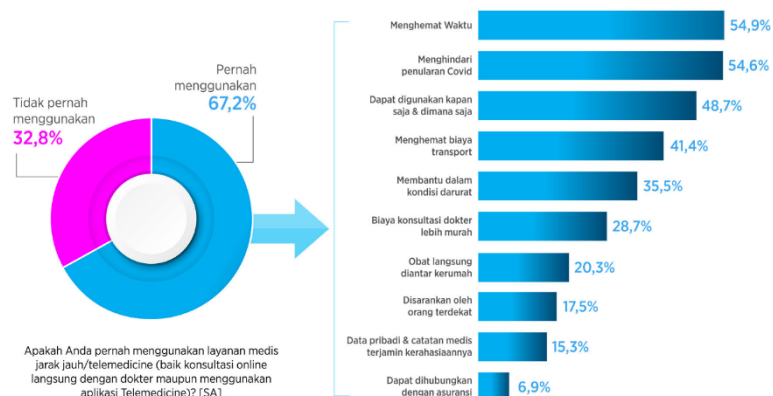 Pernah
menggunakan
67,2%
Tidak pernah
menggunakan
32,8%
Apakah Anda pernah menggunakan layanan medis
jarak jauh/telemedicine (baik konsultasi online
langsung dengan dokter maupun menggunakan
aplikasi Telemedicine)? [SA]
Menghemat Waktu
54,9%
Menghindari
penularan Covid
54,6%
Dapat digunakan kapan
saja & dimana saja
48,7%
Menghemat biaya
transport
41,4%
Membantu dalam
kondisi darurat
35,5%
Biaya konsultasi dokter
lebih murah
28,7%
Obat langsung
diantar kerumah
20,3%
Disarankan oleh
orang terdekat
17,5%
Data pribadi & catatan medis
terjamin kerahasiaannya
15,3%
Dapat dihubungkan
dengan asuransi
6,9%